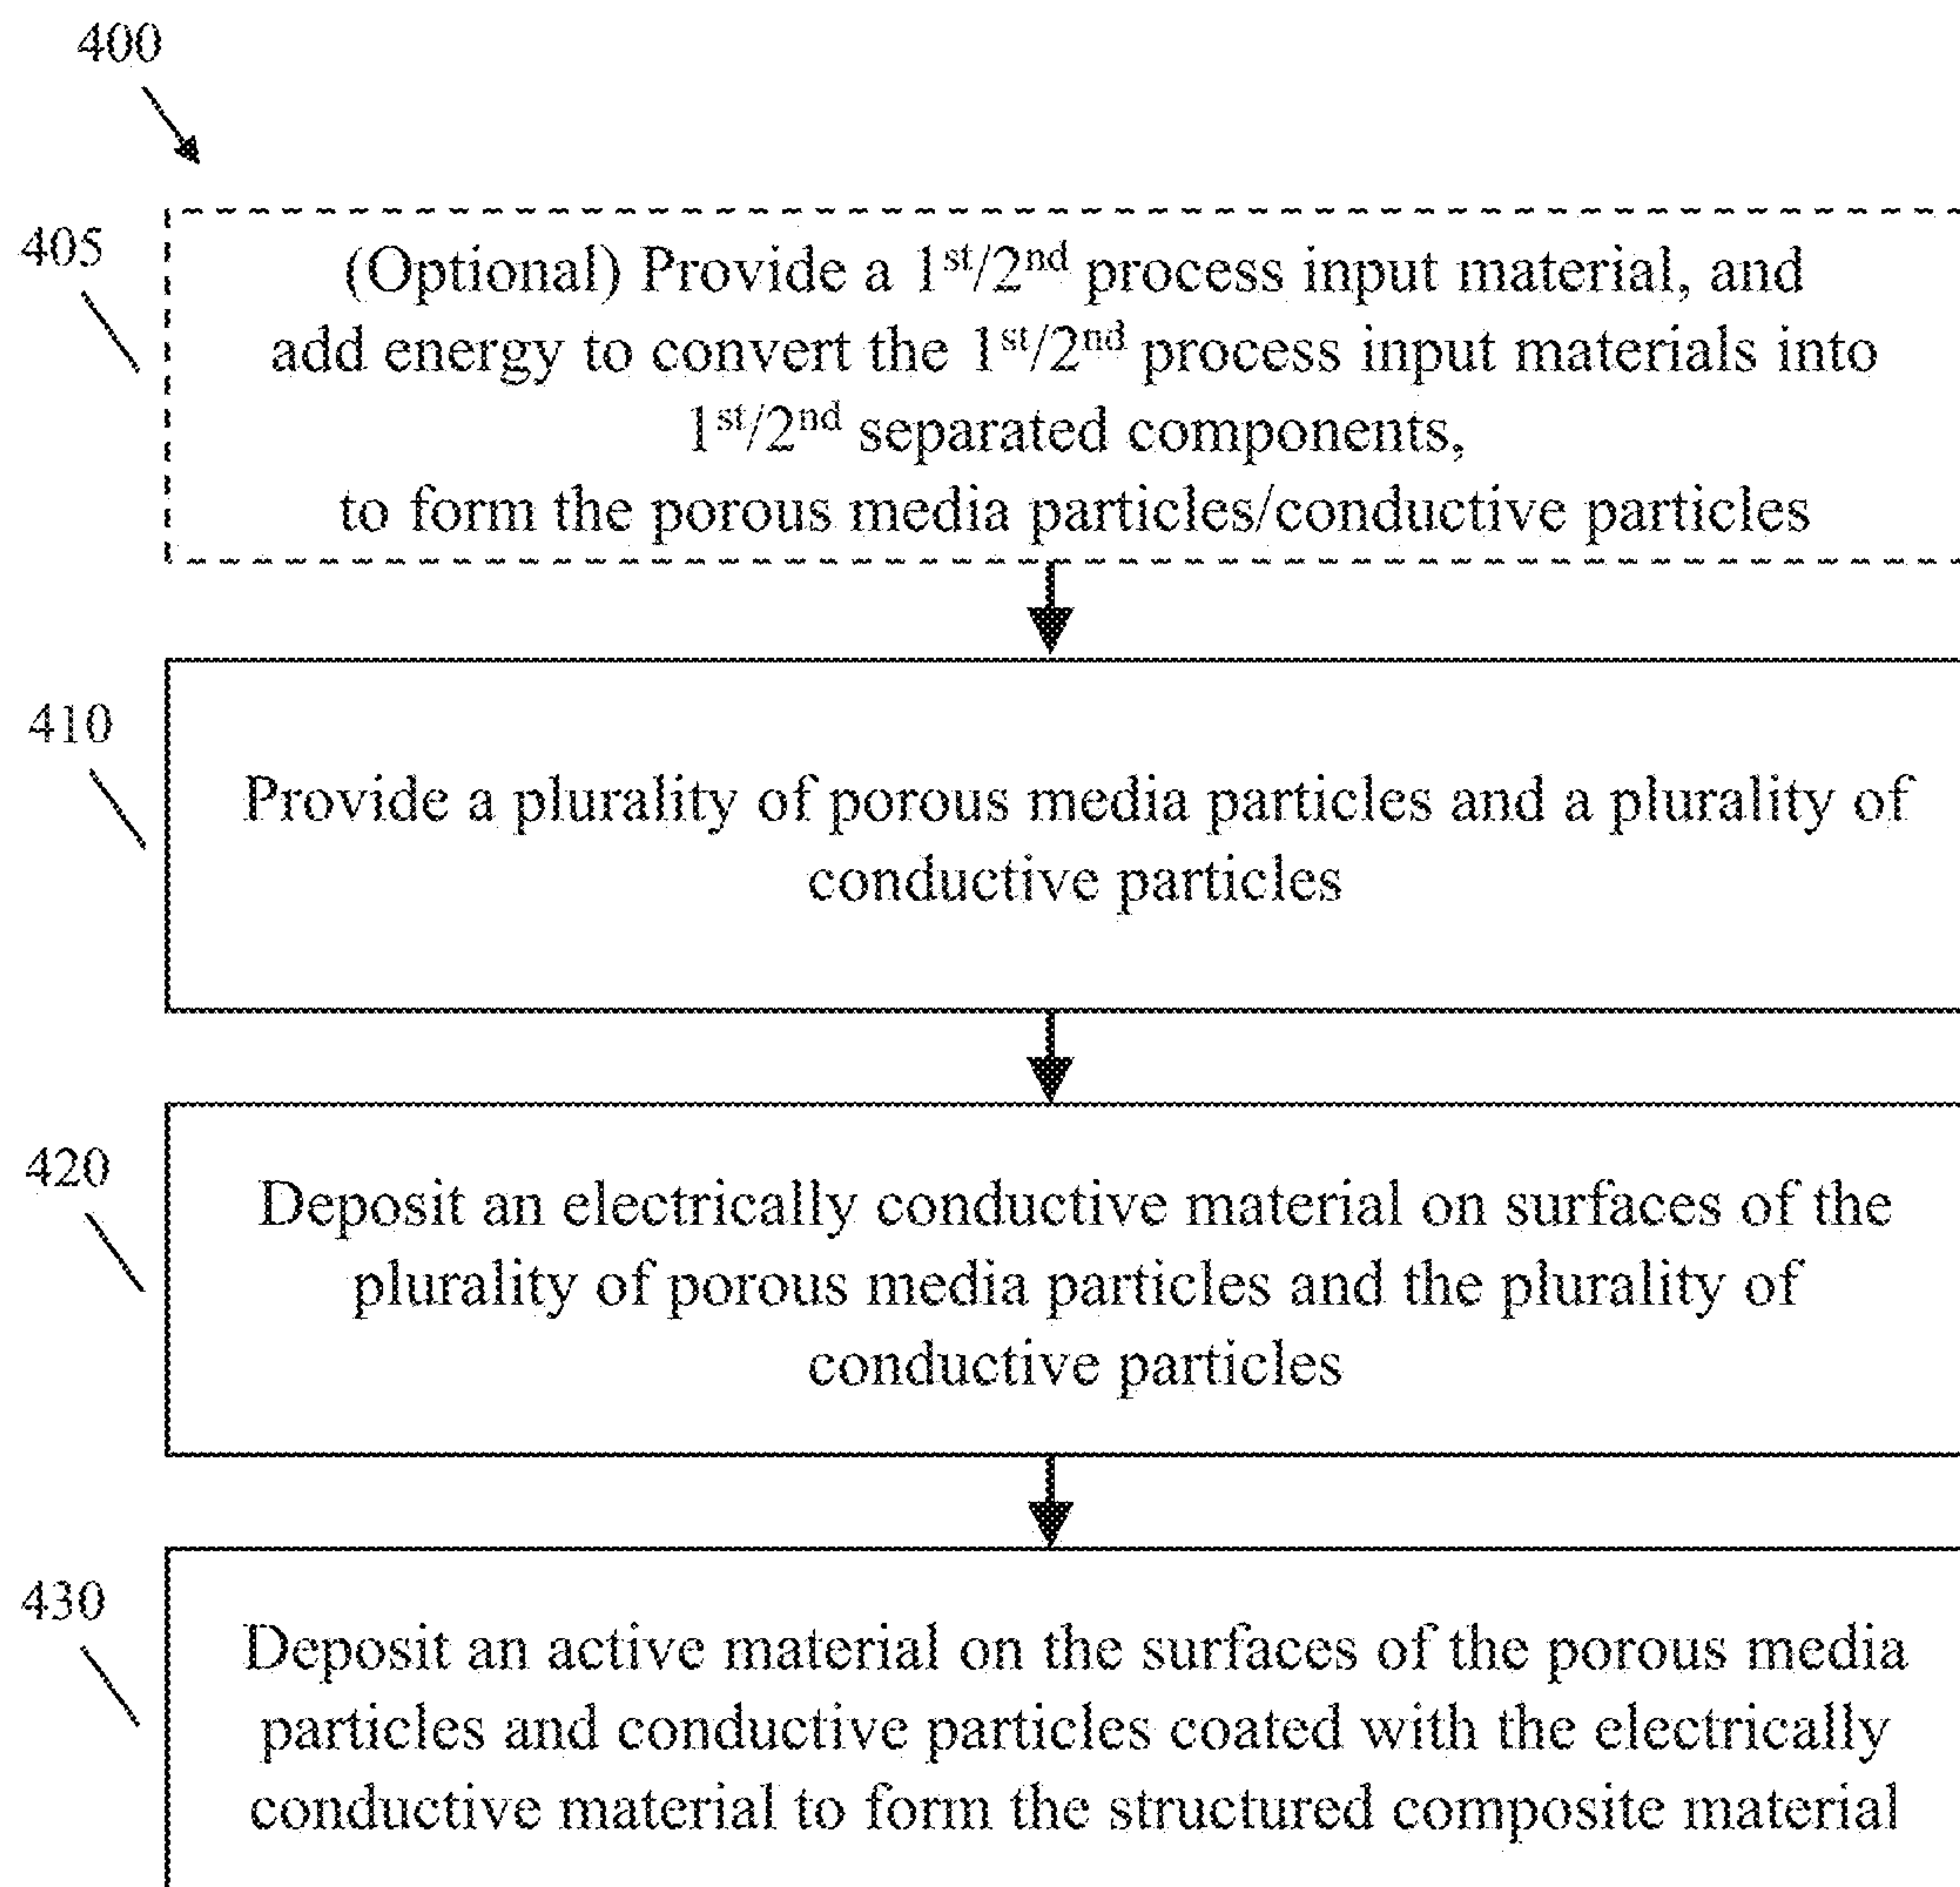 400
405
(Optional) Provide a 1st/2nd process input material, and
add energy to convert the 1st/2nd process input materials into
1st/2nd separated components,
to form the porous media particles/conductive particles
410
Provide a plurality of porous media particles and a plurality of
conductive particles
420
Deposit an electrically conductive material on surfaces of the
plurality of porous media particles and the plurality of
conductive particles
430
Deposit an active material on the surfaces of the porous media
particles and conductive particles coated with the electrically
conductive material to form the structured composite material